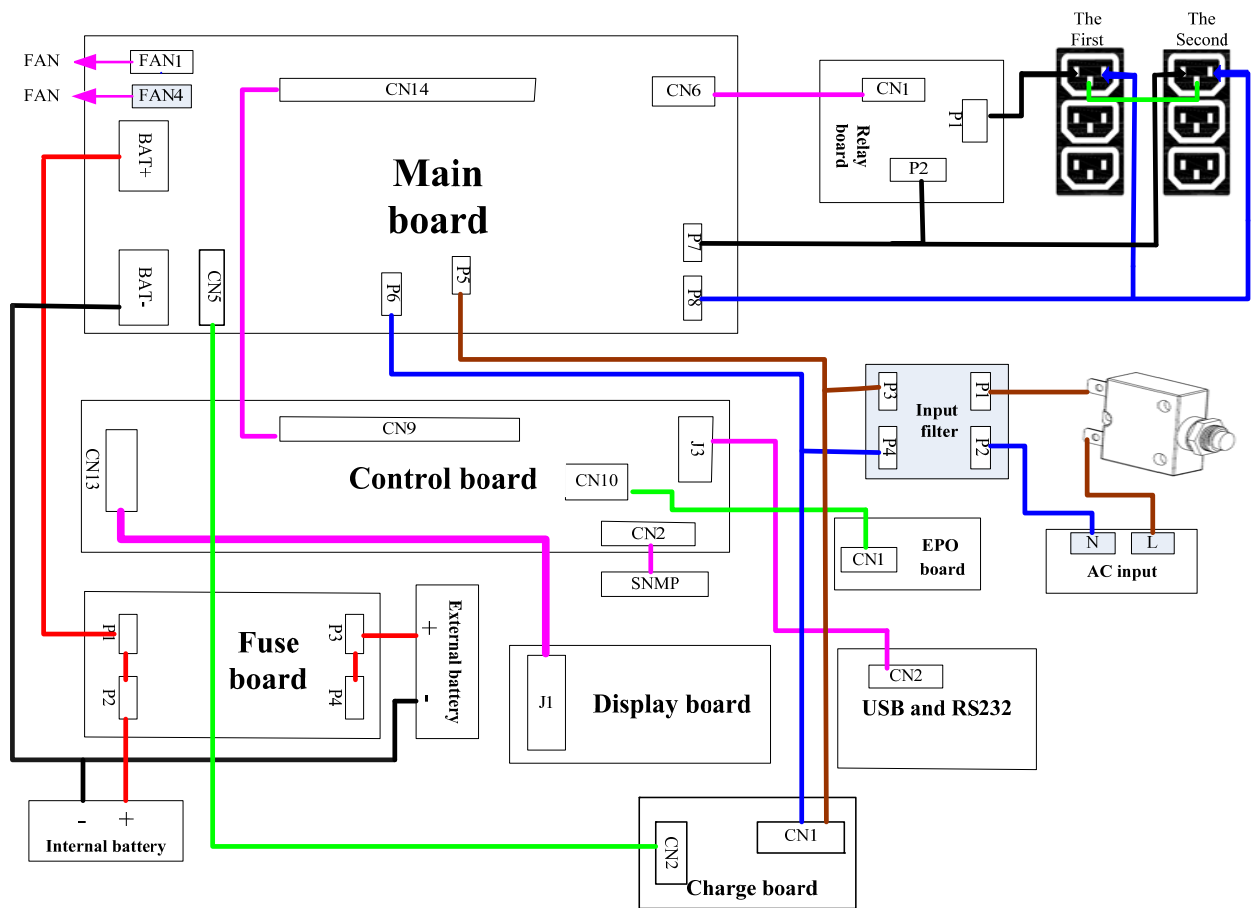 The
First
The
Second
FAN
FAN1
FAN
FAN4
CN14
CN6
CN1
P1
Relay
board
P2
BAT+
Main
board
BAT-
CN5
P6
P5
P7
P8
P3
Input
filter
P1
P4
P2
CN9
J3
CN13
Control board
CN10
CN2
SNMP
CN1
EPO
board
N
L
AC input
P1
Fuse
board
P3
P2
P4
+
External battery
-
J1
Display board
CN2
USB and RS232
-
+
Internal battery
CN1
CN2
Charge board